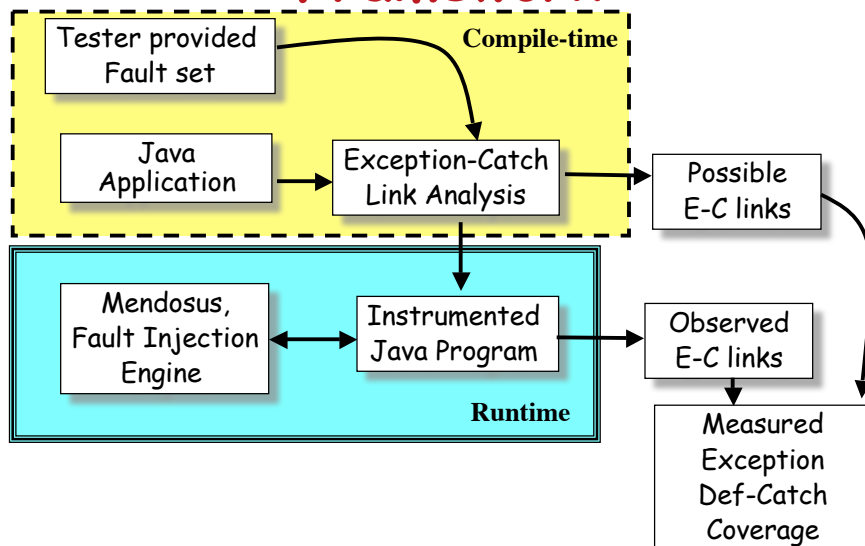 Framework
Compile-time
Tester provided
Fault set
Java
Application
Exception-Catch
Link Analysis
Possible
E-C links
Mendosus,
Fault Injection
Engine
Instrumented
Java Program
Observed
E-C links
Runtime
Measured
Exception
Def-Catch
Coverage